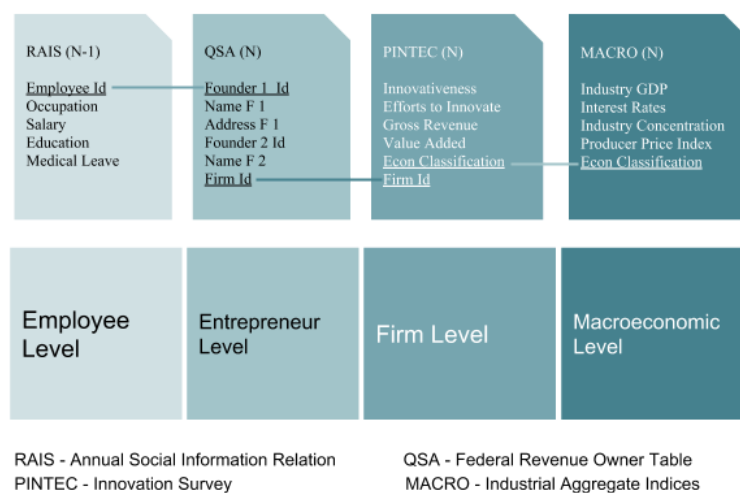 RAIS (N-1)
Employee Id
Occupation
Salary
Education
Medical Leave
QSA (N)
Founder 1 Id
Name F 1
Address F 1
Founder 2 Id
Name F 2
Firm Id
PINTEC (N)
Innovativeness
Efforts to Innovate
Gross Revenue
Value Added
Econ Classification
Firm Id
MACRO (N)
Industry GDP
Interest Rates
Industry Concentration
Producer Price Index
Econ Classification
Employee
Level
Entrepreneur
Level
Firm Level
Macroeconomic
Level
RAIS - Annual Social Information Relation
QSA - Federal Revenue Owner Table
PINTEC - Innovation Survey
MACRO - Industrial Aggregate Indices